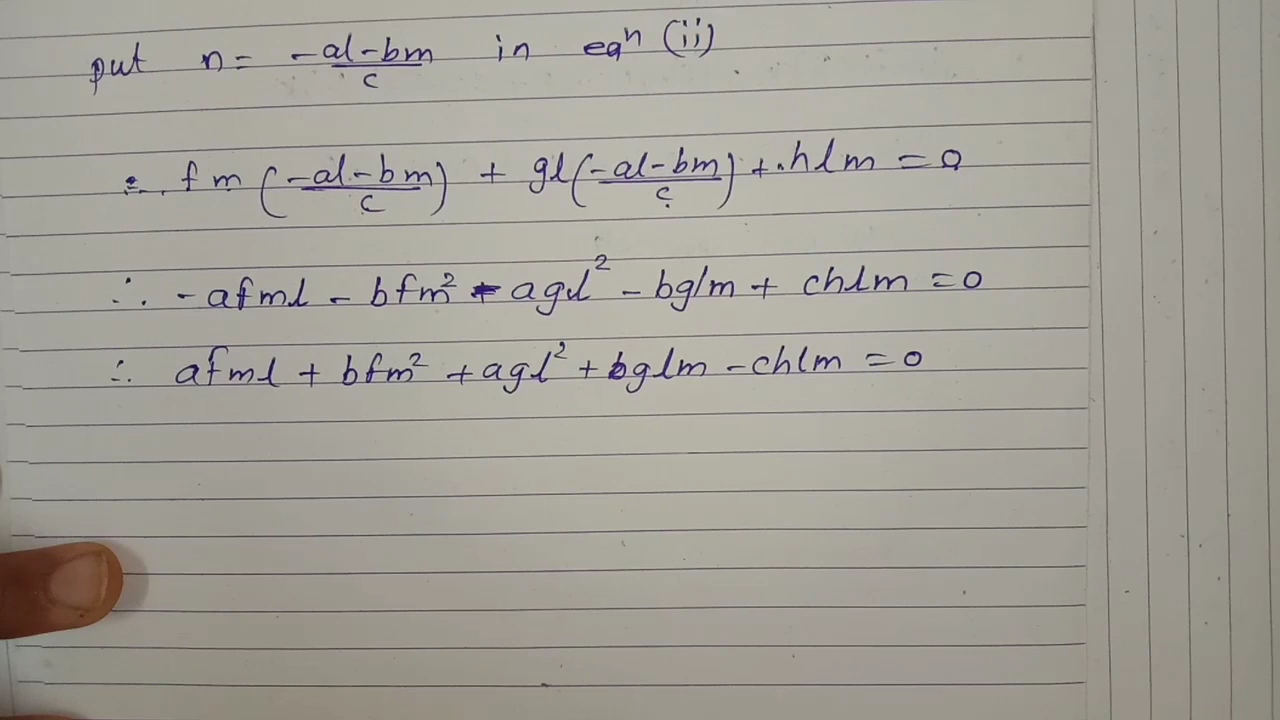 put n = -al-bm/c in eqⁿ (ii)
∴ fm(-al-bm/c) + gl(-al-bm/c) + hlm = 0
∴ -afml - bfm² - agl² - bglm + chlm = 0
∴ afml + bfm² + agl² + bglm - chlm = 0